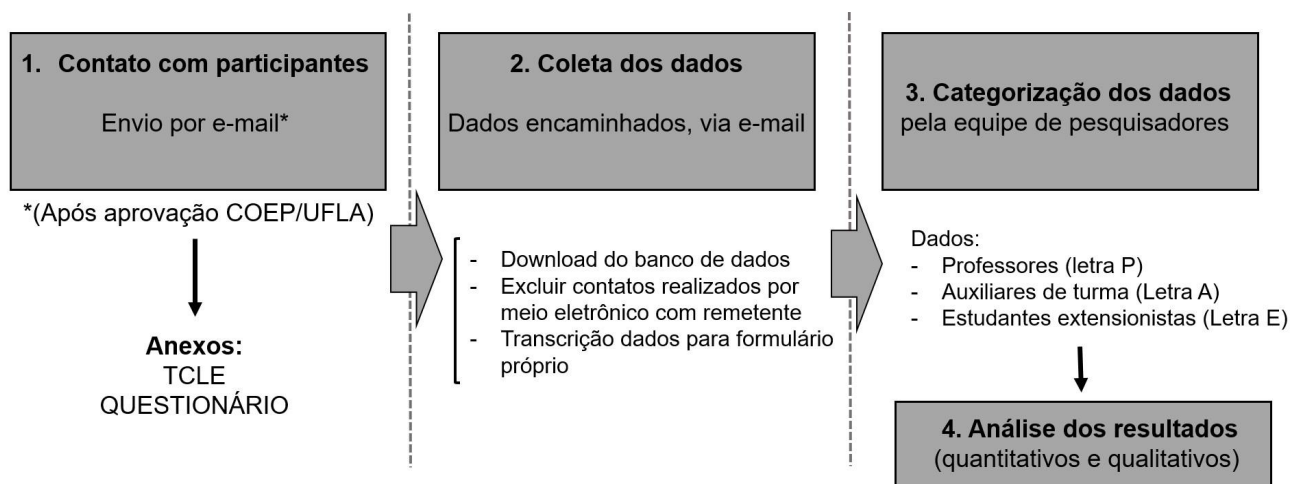 1. Contato com participantes
Envio por e-mail*
*(Após aprovação COEP/UFLA)
Anexos:
TCLE
QUESTIONÁRIO
2. Coleta dos dados
Dados encaminhados, via e-mail
- Download do banco de dados
- Excluir contatos realizados por
meio eletrônico com remetente
- Transcrição dados para formulário
próprio
3. Categorização dos dados
pela equipe de pesquisadores
Dados:
- Professores (letra P)
- Auxiliares de turma (Letra A)
- Estudantes extensionistas (Letra E)
4. Análise dos resultados
(quantitativos e qualitativos)